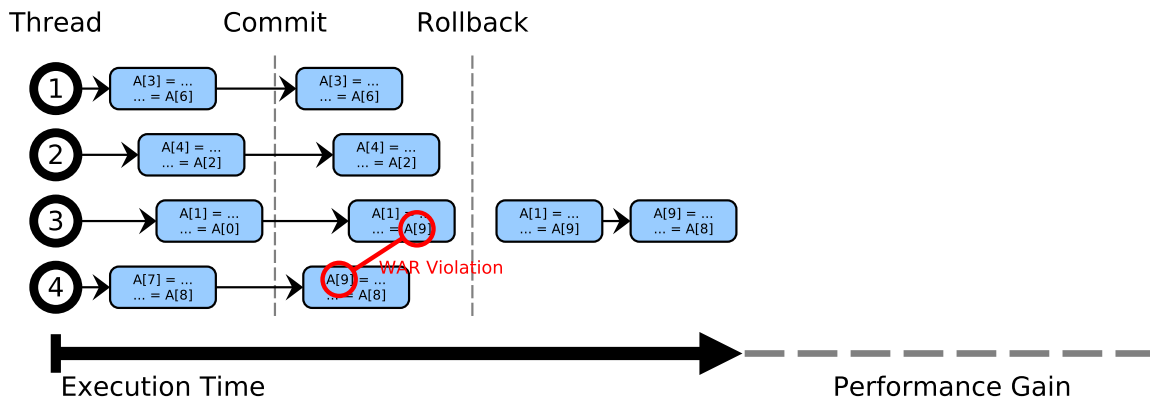 Thread Commit Rollback
1
A[3] = ...
... = A[6]
A[3] = ...
... = A[6]
2
A[4] = ...
... = A[2]
A[4] = ...
... = A[2]
3
A[1] = ...
... = A[0]
A[1] = ...
... = A[9]
A[1] = ...
... = A[9]
A[9] = ...
... = A[8]
WAR Violation
4
A[7] = ...
... = A[8]
A[9] = ...
... = A[8]
Execution Time
Performance Gain